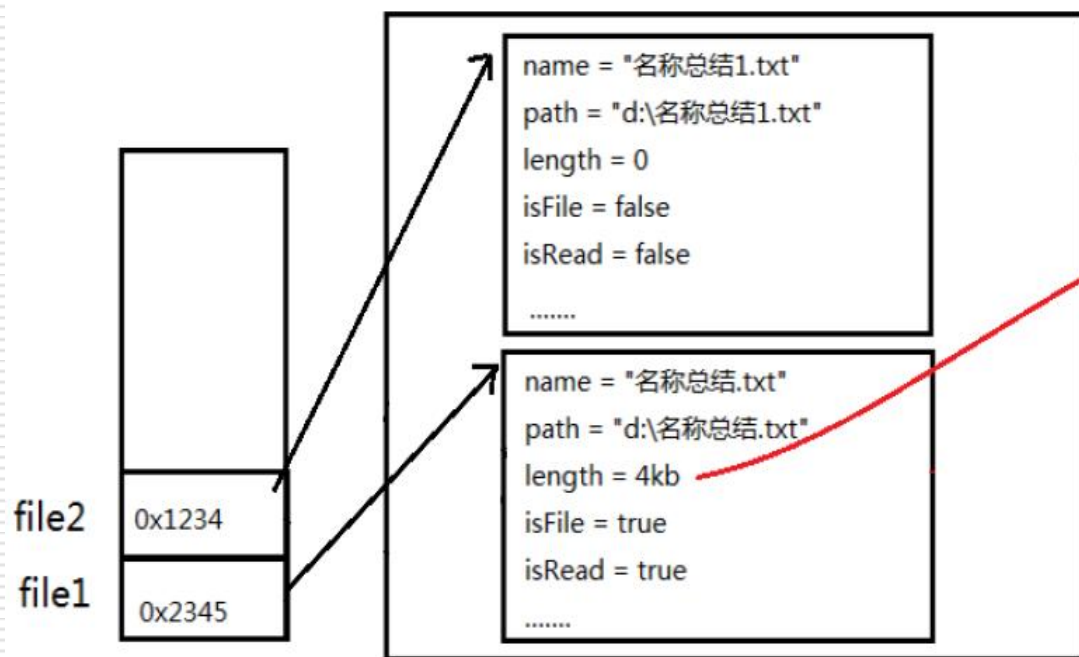 name = "名称总结1.txt"
path = "d:\名称总结1.txt"
length = 0
isFile = false
isRead = false
.......
name = "名称总结.txt"
path = "d:\名称总结.txt"
length = 4kb
isFile = true
isRead = true
.......
file2
0x1234
file1
0x2345